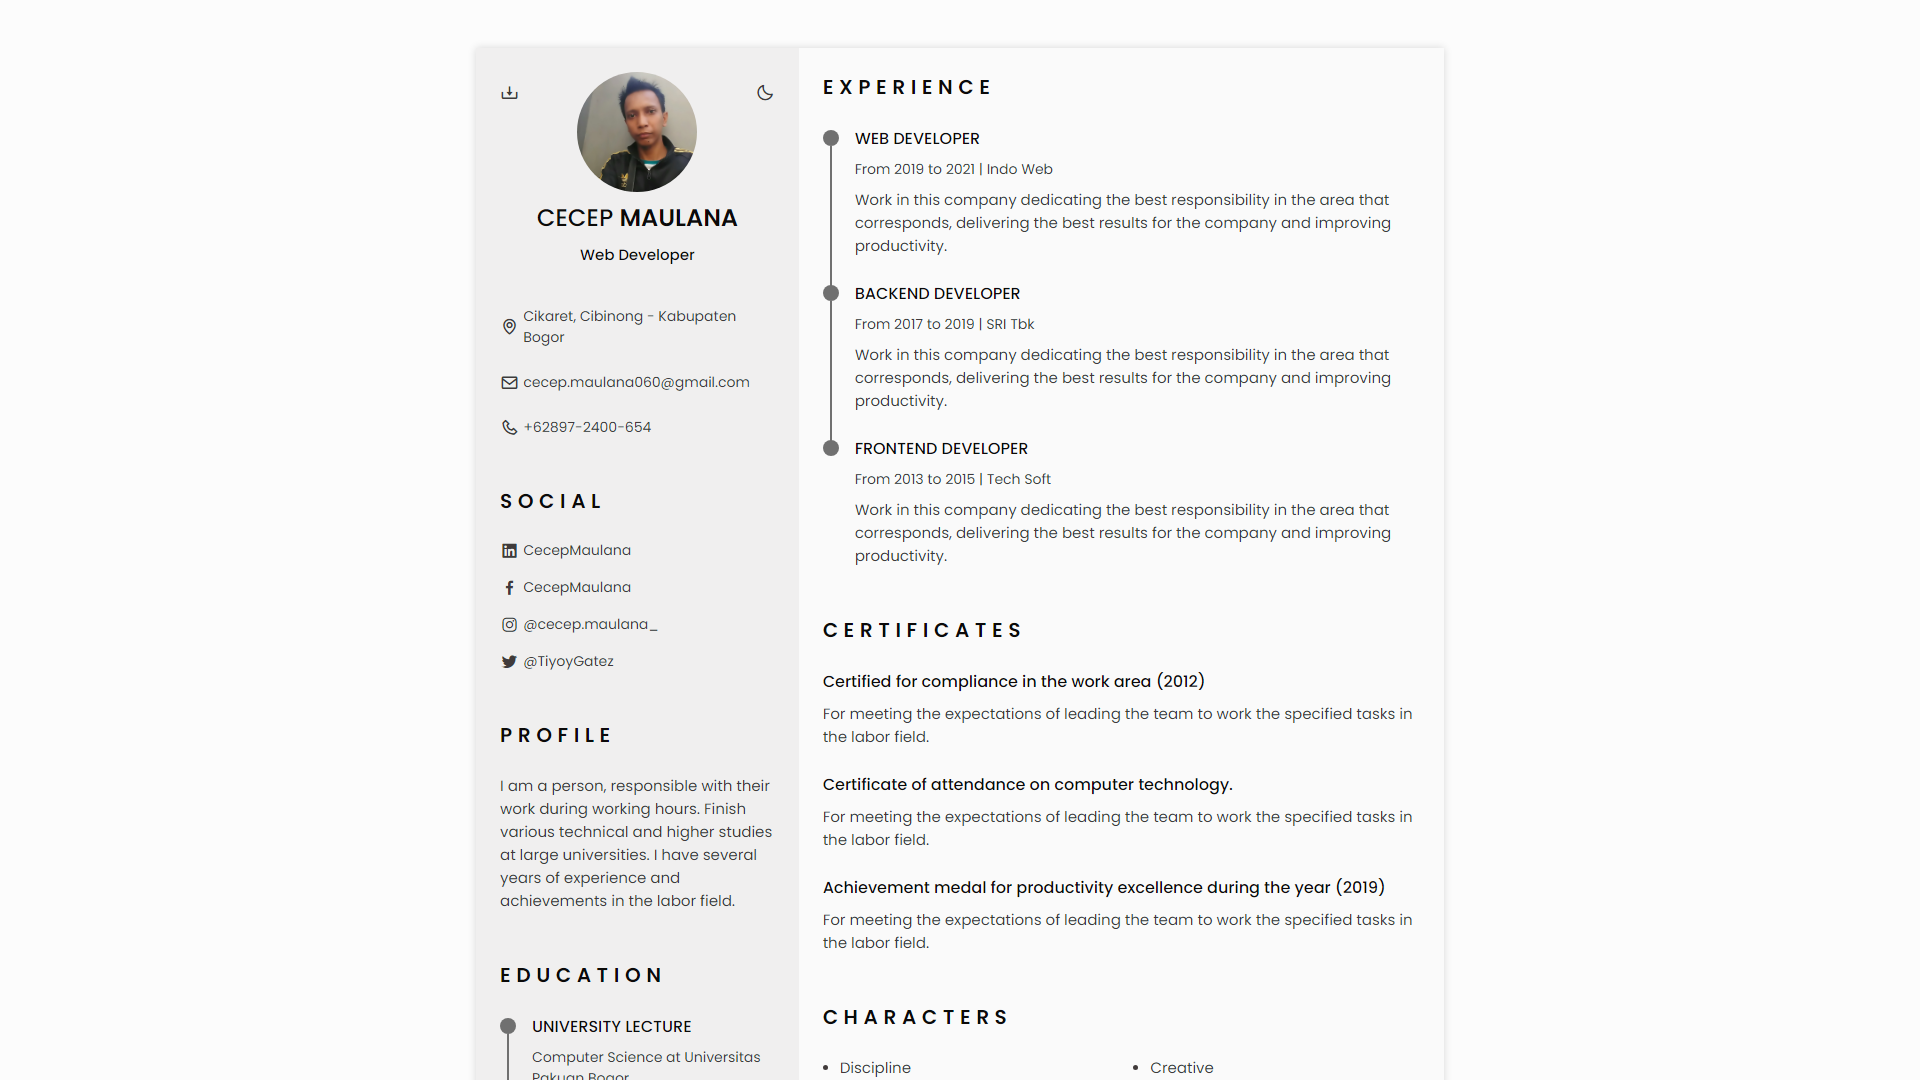 CECEP MAULANA
Web Developer
Cikaret, Cibinong - Kabupaten
Bogor
cecep.maulana060@gmail.com
+62897-2400-654
SOCIAL
CecepMaulana
CecepMaulana
@cecep.maulana_
@TiyoyGatez
PROFILE
I am a person, responsible with their
work during working hours. Finish
various technical and higher studies
at large universities. I have several
years of experience and
achievements in the labor field.
EDUCATION
UNIVERSITY LECTURE
Computer Science at Universitas
Pakuan Bogor
EXPERIENCE
WEB DEVELOPER
From 2019 to 2021 | Indo Web
Work in this company dedicating the best responsibility in the area that
corresponds, delivering the best results for the company and improving
productivity.
BACKEND DEVELOPER
From 2017 to 2019 | SRI Tbk
Work in this company dedicating the best responsibility in the area that
corresponds, delivering the best results for the company and improving
productivity.
FRONTEND DEVELOPER
From 2013 to 2015 | Tech Soft
Work in this company dedicating the best responsibility in the area that
corresponds, delivering the best results for the company and improving
productivity.
CERTIFICATES
Certified for compliance in the work area (2012)
For meeting the expectations of leading the team to work the specified tasks in
the labor field.
Certificate of attendance on computer technology.
For meeting the expectations of leading the team to work the specified tasks in
the labor field.
Achievement medal for productivity excellence during the year (2019)
For meeting the expectations of leading the team to work the specified tasks in
the labor field.
CHARACTERS
• Discipline
• Creative